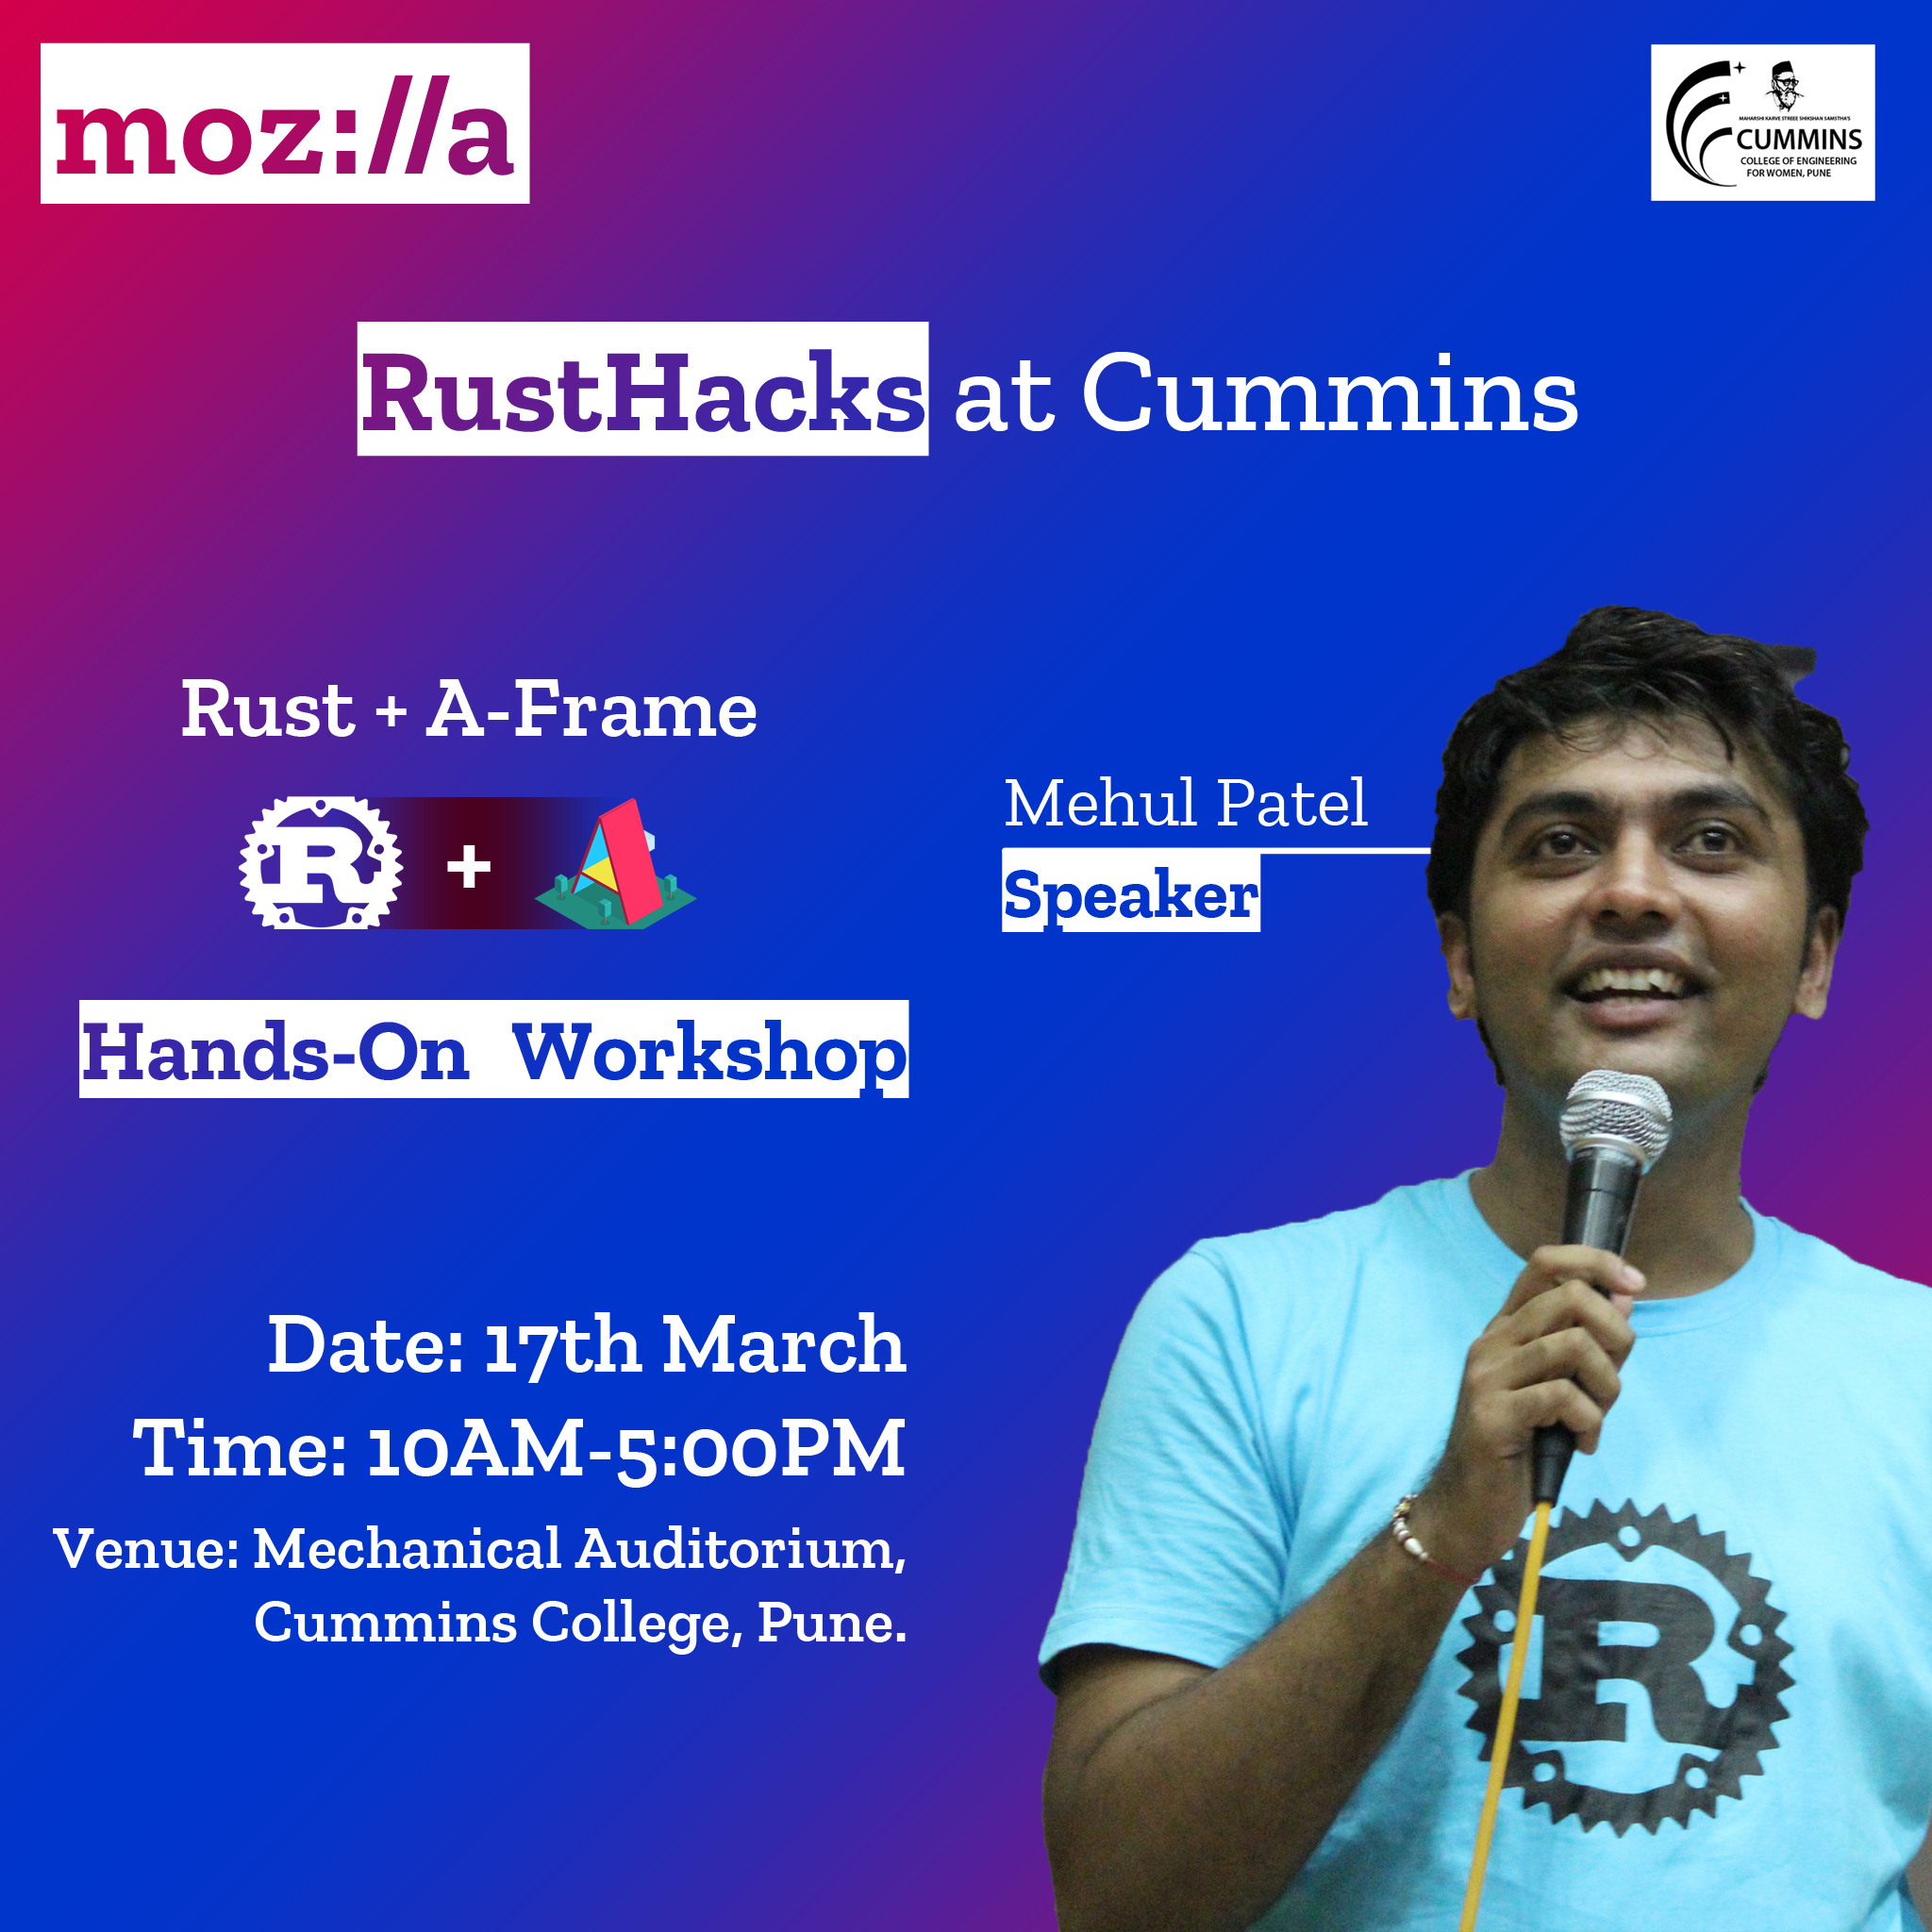 moz://a
MAHARSHI KARVE STREE SHIKSHAN SAMSTHA'S
CUMMINS
COLLEGE OF ENGINEERING
FOR WOMEN, PUNE
RustHacks at Cummins
Rust + A-Frame
R + A
Hands-On Workshop
Mehul Patel
Speaker
Date: 17th March
Time: 10AM-5:00PM
Venue: Mechanical Auditorium,
Cummins College, Pune.
R